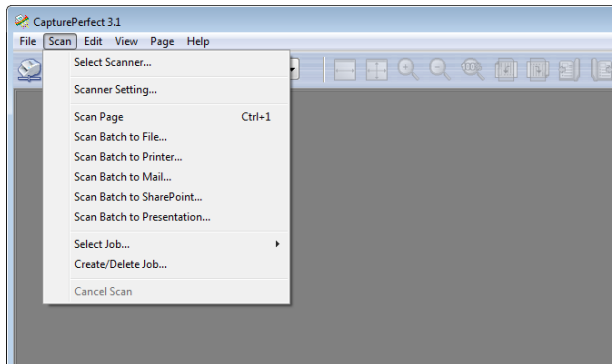 CapturePerfect 3.1
File Scan Edit View Page Help
Select Scanner...
Scanner Setting...
Scan Page Ctrl+1
Scan Batch to File...
Scan Batch to Printer...
Scan Batch to Mail...
Scan Batch to SharePoint...
Scan Batch to Presentation...
Select Job...
Create/Delete Job...
Cancel Scan